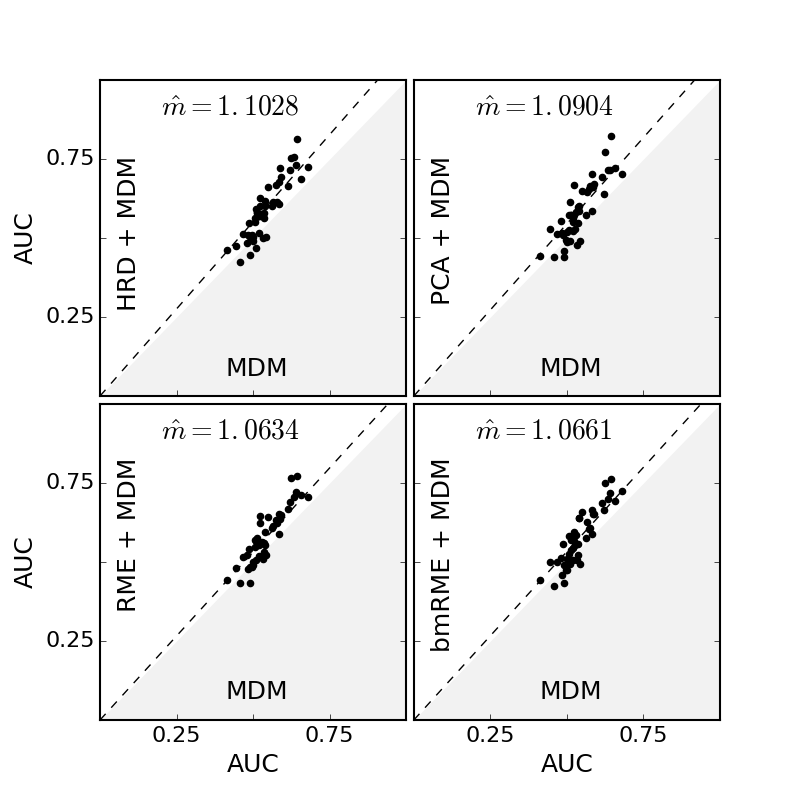 m̂ = 1.1028
m̂ = 1.0904
0.75
0.25
AUC
HRD + MDM
PCA + MDM
MDM
MDM
m̂ = 1.0634
m̂ = 1.0661
0.75
0.25
AUC
RME + MDM
bmRME + MDM
MDM
MDM
0.25 0.75
0.25 0.75
AUC
AUC